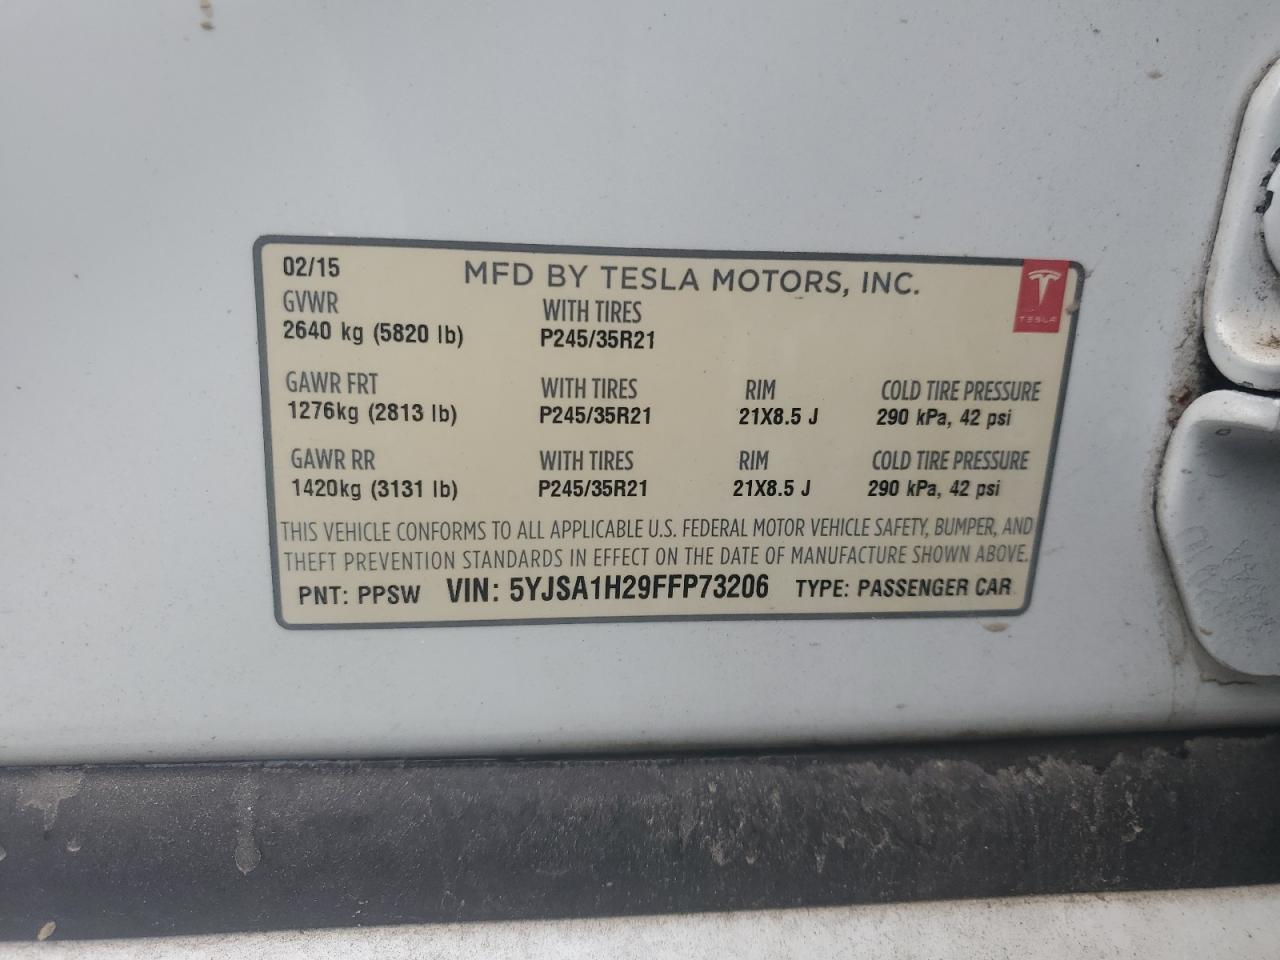 02/15 MFD BY TESLA MOTORS, INC.
TESLA
GVWR WITH TIRES
2640 kg (5820 lb) P245/35R21
GAWR FRT WITH TIRES RIM COLD TIRE PRESSURE
1276kg (2813 lb) P245/35R21 21X8.5 J 290 kPa, 42 psi
GAWR RR WITH TIRES RIM COLD TIRE PRESSURE
1420kg (3131 lb) P245/35R21 21X8.5 J 290 kPa, 42 psi
THIS VEHICLE CONFORMS TO ALL APPLICABLE U.S. FEDERAL MOTOR VEHICLE SAFETY, BUMPER, AND
THEFT PREVENTION STANDARDS IN EFFECT ON THE DATE OF MANUFACTURE SHOWN ABOVE.
PNT: PPSW VIN: 5YJSA1H29FFP73206 TYPE: PASSENGER CAR